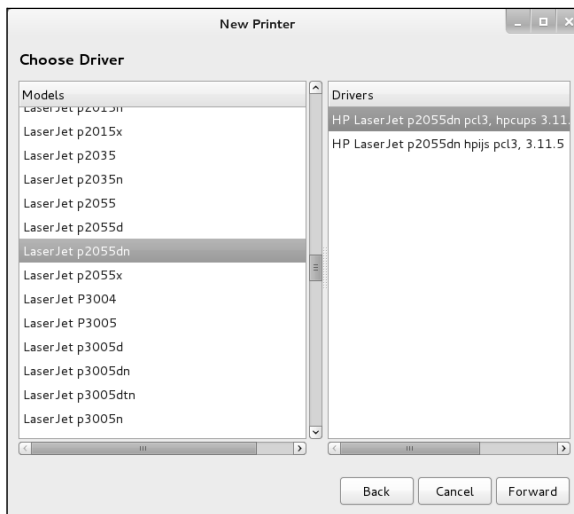 New Printer
Choose Driver
Models
LaserJet p2015n
LaserJet p2015x
LaserJet p2035
LaserJet p2035n
LaserJet p2055
LaserJet p2055d
LaserJet p2055dn
LaserJet p2055x
LaserJet P3004
LaserJet P3005
LaserJet p3005d
LaserJet p3005dn
LaserJet p3005dtn
LaserJet p3005n
Drivers
HP LaserJet p2055dn pcl3, hpcups 3.11.
HP LaserJet p2055dn hpijs pcl3, 3.11.5
Back
Cancel
Forward